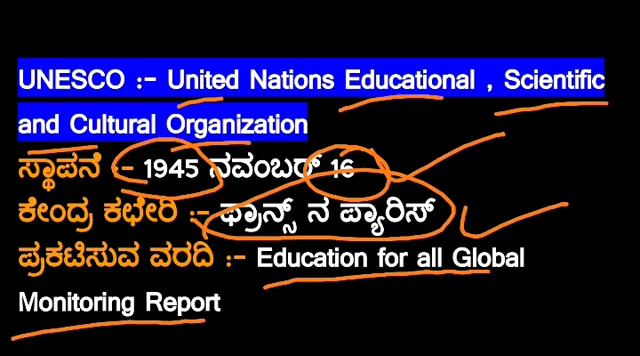 UNESCO :- United Nations Educational , Scientific
and Cultural Organization
ಸ್ಥಾಪನೆ :- 1945 ನವಂಬರ್ 16
ಕೇಂದ್ರ ಕಛೇರಿ :- ಫ್ರಾನ್ಸ್ ನ ಪ್ಯಾರಿಸ್
ಪ್ರಕಟಿಸುವ ವರದಿ :- Education for all Global
Monitoring Report